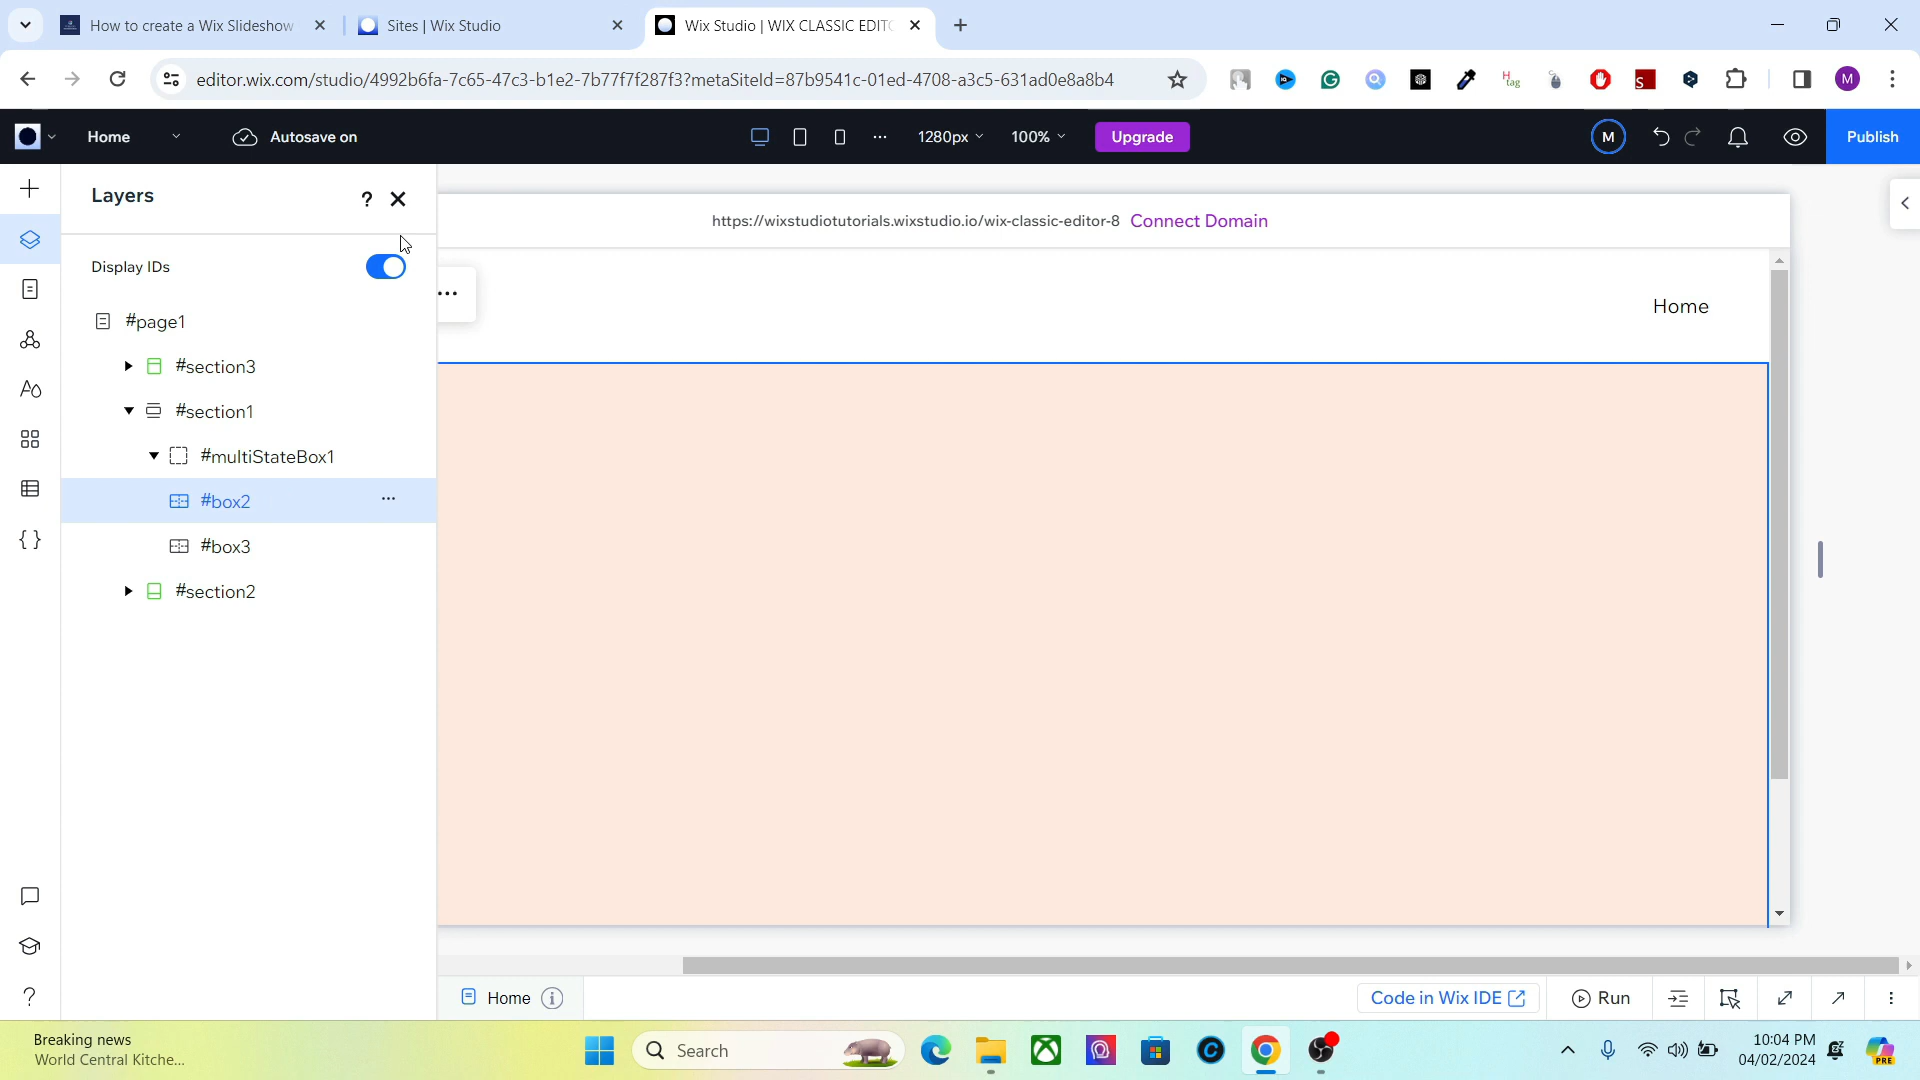 How to create a Wix Slideshow
Sites | Wix Studio
Wix Studio | WIX CLASSIC EDIT
editor.wix.com/studio/4992b6fa-7c65-47c3-b1e2-7b77f7f287f3?metaSiteId=87b9541c-01ed-4708-a3c5-631ad0e8a8b4
H
tag
S
M
Home
Autosave on
1280px
100%
Upgrade
M
Publish
Layers
?
https://wixstudiotutorials.wixstudio.io/wix-classic-editor-8 Connect Domain
Display IDs
#page1
Home
#section3
#section1
#multiStateBox1
#box2
#box3
#section2
Home
Code in Wix IDE
Run
Breaking news
World Central Kitche...
Search
10:04 PM
04/02/2024
PRE